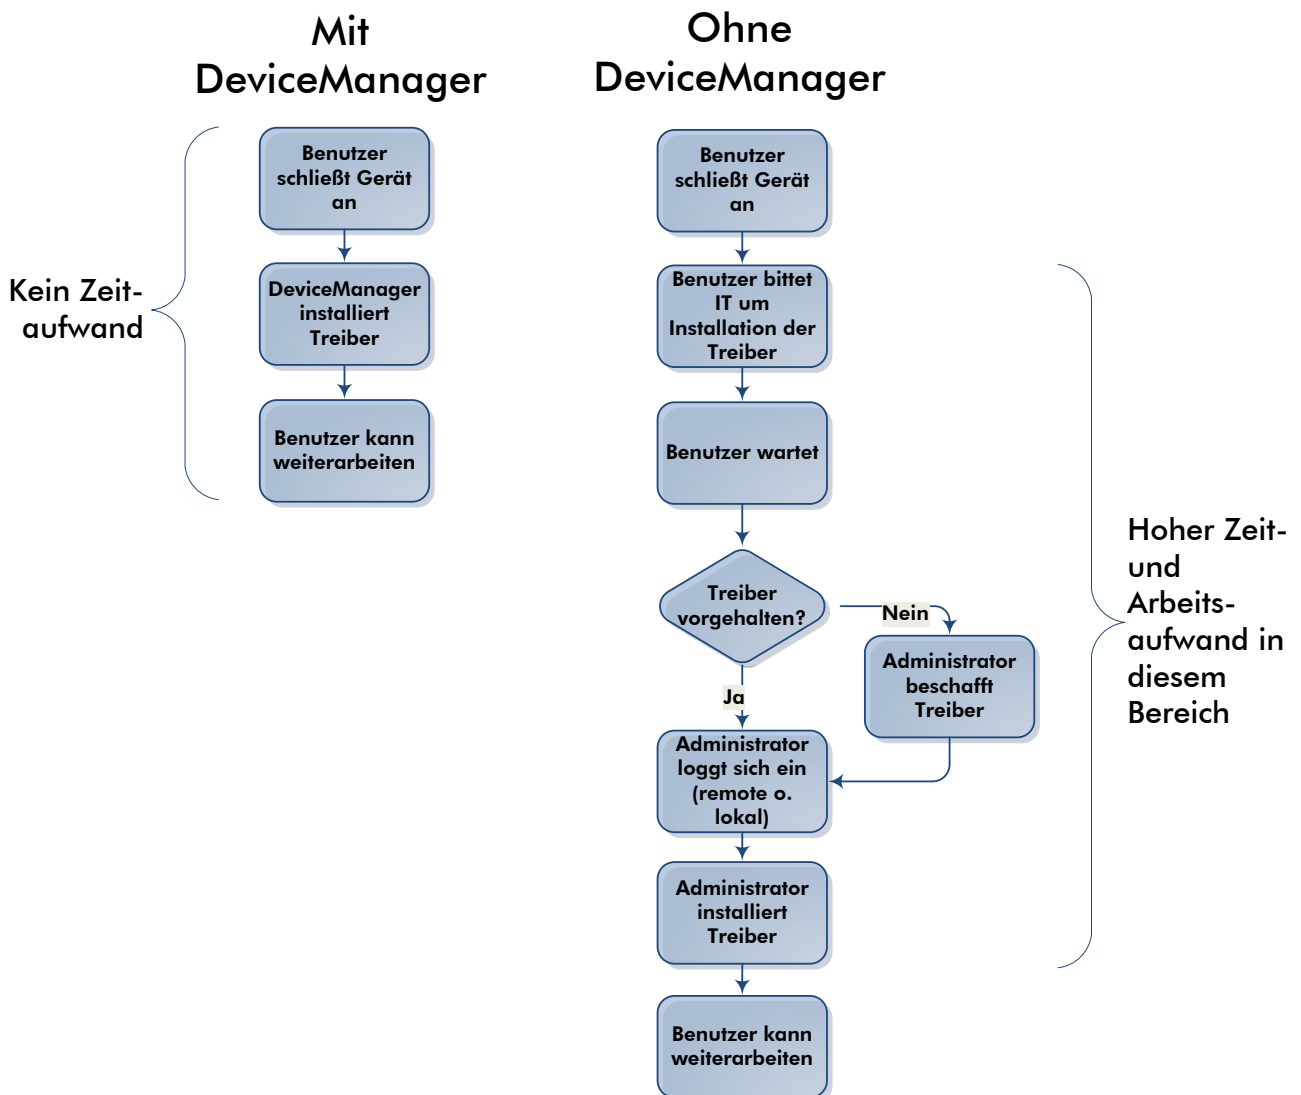 Mit
DeviceManager
Benutzer
schließt Gerät
an
DeviceManager
installiert
Treiber
Benutzer kann
weiterarbeiten
Kein Zeit-
aufwand
Ohne
DeviceManager
Benutzer
schließt Gerät
an
Benutzer bittet
IT um
Installation der
Treiber
Benutzer wartet
Treiber
vorgehalten?
Nein
Administrator
beschafft
Treiber
Ja
Administrator
loggt sich ein
(remote o.
lokal)
Administrator
installiert
Treiber
Benutzer kann
weiterarbeiten
Hoher Zeit-
und
Arbeits-
aufwand in
diesem
Bereich